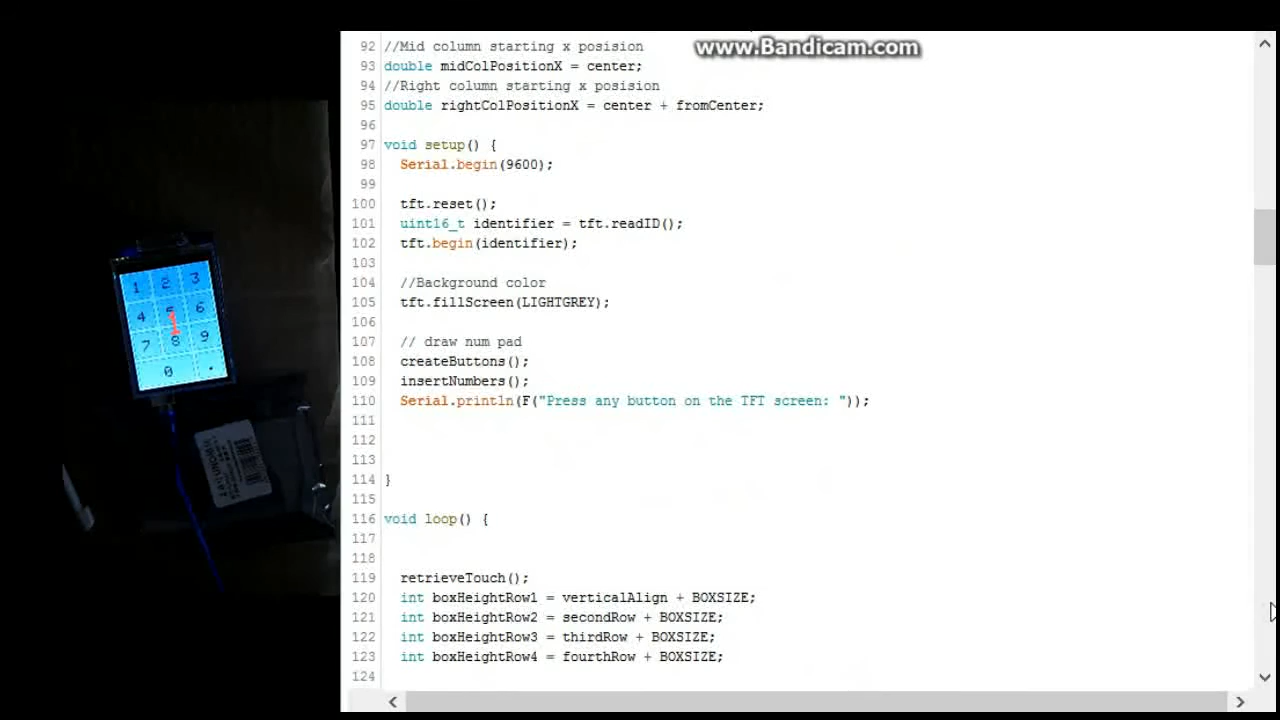 92 //Mid column starting x posision
www.Bandicam.com
93 double midColPositionX = center;
94 //Right column starting x posision
95 double rightColPositionX = center + fromCenter;
96
97 void setup() {
98 Serial.begin(9600);
99
100 tft.reset();
101 uint16_t identifier = tft.readID();
102 tft.begin(identifier);
103
104 //Background color
105 tft.fillScreen(LIGHTGREY);
106
107 // draw num pad
108 createButtons();
109 insertNumbers();
110 Serial.println(F("Press any button on the TFT screen: "));
111
112
113
114 }
115
116 void loop() {
117
118
119 retrieveTouch();
120 int boxHeightRow1 = verticalAlign + BOXSIZE;
121 int boxHeightRow2 = secondRow + BOXSIZE;
122 int boxHeightRow3 = thirdRow + BOXSIZE;
123 int boxHeightRow4 = fourthRow + BOXSIZE;
124
1 2 3
4 5 6
7 8 9
0 .